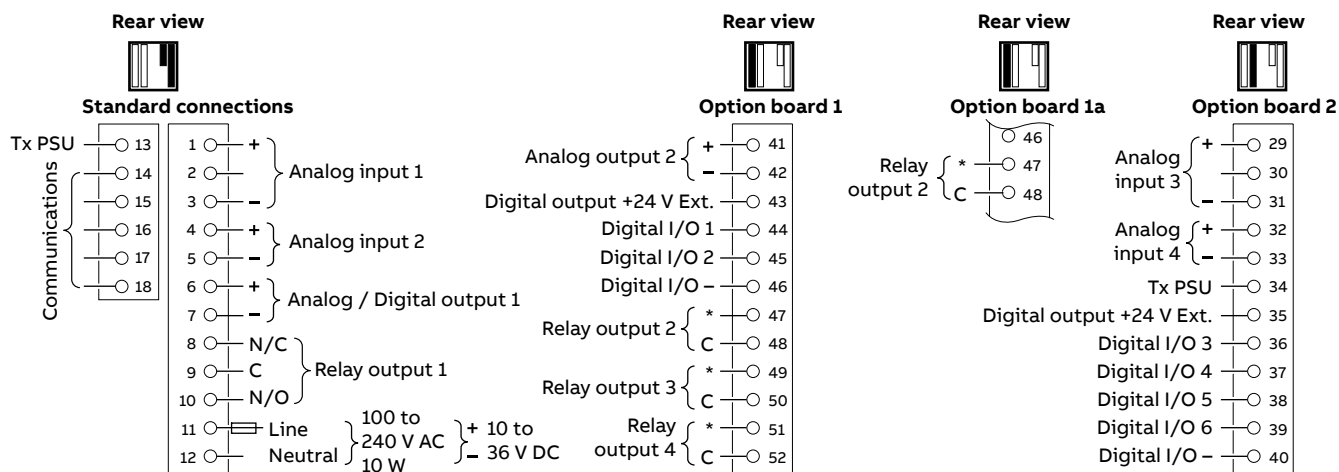 Rear view
Standard connections
Tx PSU 13
Communications
14
15
16
17
18
1 +
2
3 –
Analog input 1
4 +
5 –
Analog input 2
6 +
7 –
Analog / Digital output 1
8 N/C
9 C
10 N/O
Relay output 1
11 Line
12 Neutral
100 to
240 V AC
10 W
+ 10 to
– 36 V DC
Rear view
Option board 1
Analog output 2
+ 41
– 42
Digital output +24 V Ext. 43
Digital I/O 1 44
Digital I/O 2 45
Digital I/O – 46
Relay output 2
* 47
C 48
Relay output 3
* 49
C 50
Relay
output 4
* 51
C 52
Rear view
Option board 1a
46
Relay
output 2
* 47
C 48
Rear view
Option board 2
Analog
input 3
+ 29
30
– 31
Analog
input 4
+ 32
– 33
Tx PSU 34
Digital output +24 V Ext. 35
Digital I/O 3 36
Digital I/O 4 37
Digital I/O 5 38
Digital I/O 6 39
Digital I/O – 40